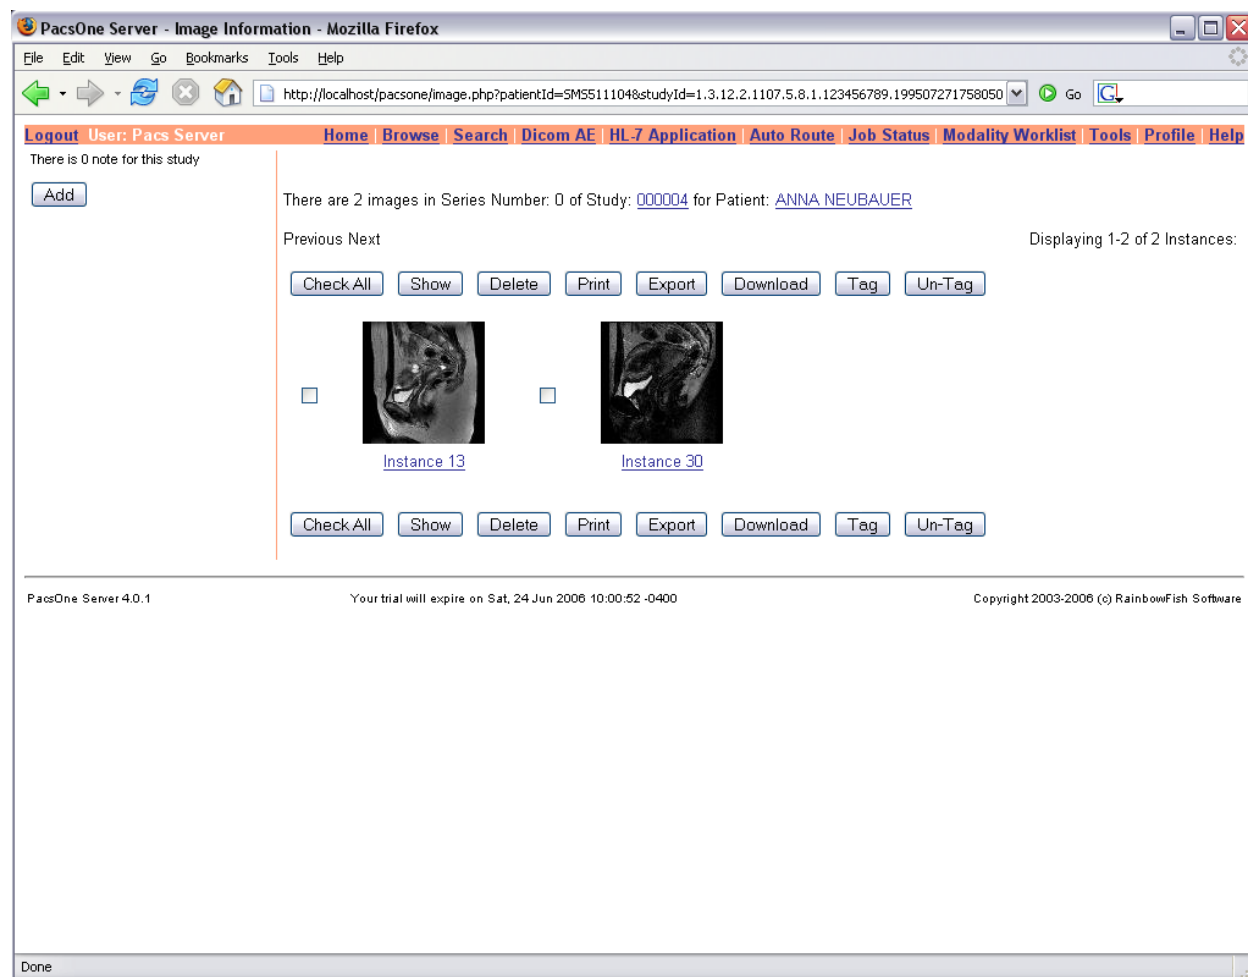 PacsOne Server - Image Information - Mozilla Firefox
File Edit View Go Bookmarks Tools Help
http://localhost/pacsone/image.php?patientId=SMS511104&studyId=1.3.12.2.1107.5.8.1.123456789.199507271758050 Go G
Logout User: Pacs Server Home | Browse | Search | Dicom AE | HL-7 Application | Auto Route | Job Status | Modality Worklist | Tools | Profile | Help
There is 0 note for this study
Add
There are 2 images in Series Number: 0 of Study: 000004 for Patient: ANNA NEUBAUER
Previous Next Displaying 1-2 of 2 Instances:
Check All Show Delete Print Export Download Tag Un-Tag
Instance 13 Instance 30
Check All Show Delete Print Export Download Tag Un-Tag
PacsOne Server 4.0.1 Your trial will expire on Sat, 24 Jun 2006 10:00:52 -0400 Copyright 2003-2006 (c) RainbowFish Software
Done